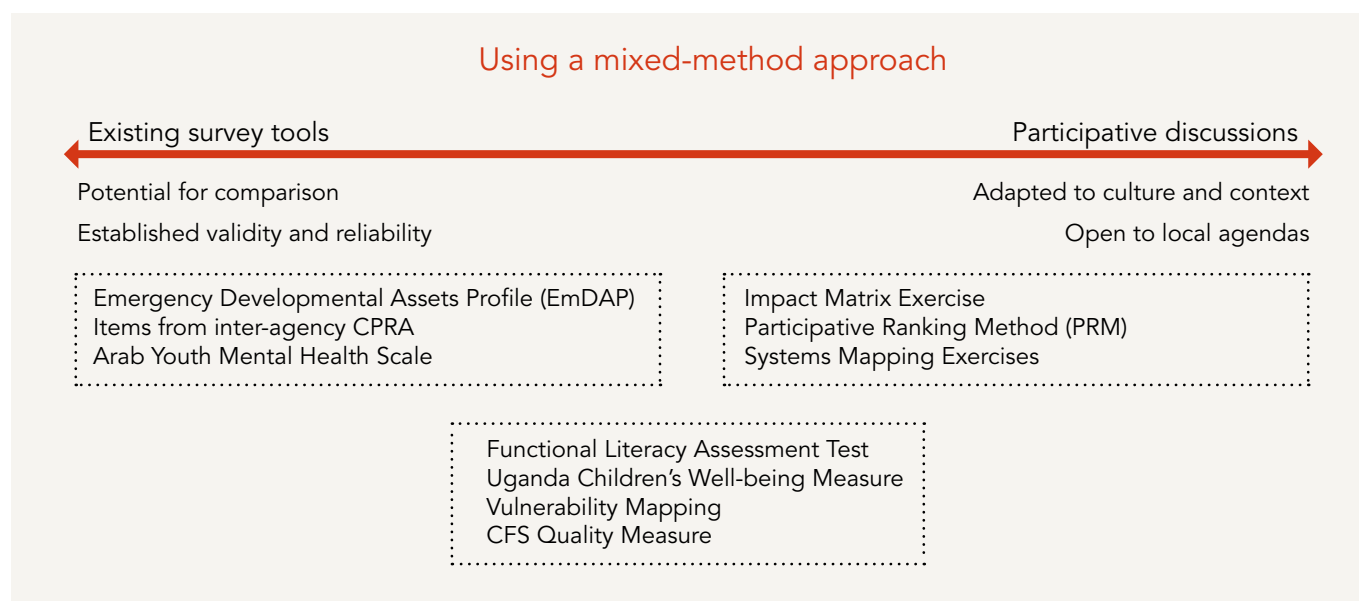 Using a mixed-method approach
Existing survey tools
Participative discussions
Potential for comparison
Adapted to culture and context
Established validity and reliability
Open to local agendas
Emergency Developmental Assets Profile (EmDAP)
Items from inter-agency CPRA
Arab Youth Mental Health Scale
Impact Matrix Exercise
Participative Ranking Method (PRM)
Systems Mapping Exercises
Functional Literacy Assessment Test
Uganda Children’s Well-being Measure
Vulnerability Mapping
CFS Quality Measure